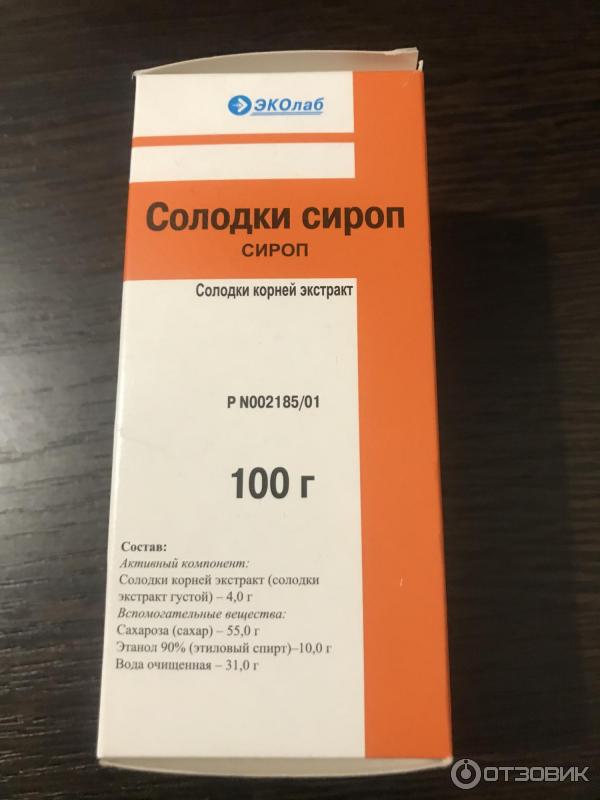 ЭКОлаб
Солодки сироп
СИРОП
Солодки корней экстракт
Р N002185/01
100 г
Состав:
Активный компонент:
Солодки корней экстракт (солодки
экстракт густой) – 4,0 г
Вспомогательные вещества:
Сахароза (сахар) – 55,0 г
Этанол 90% (этиловый спирт)–10,0 г
Вода очищенная – 31,0 г
ОТЗОВИК